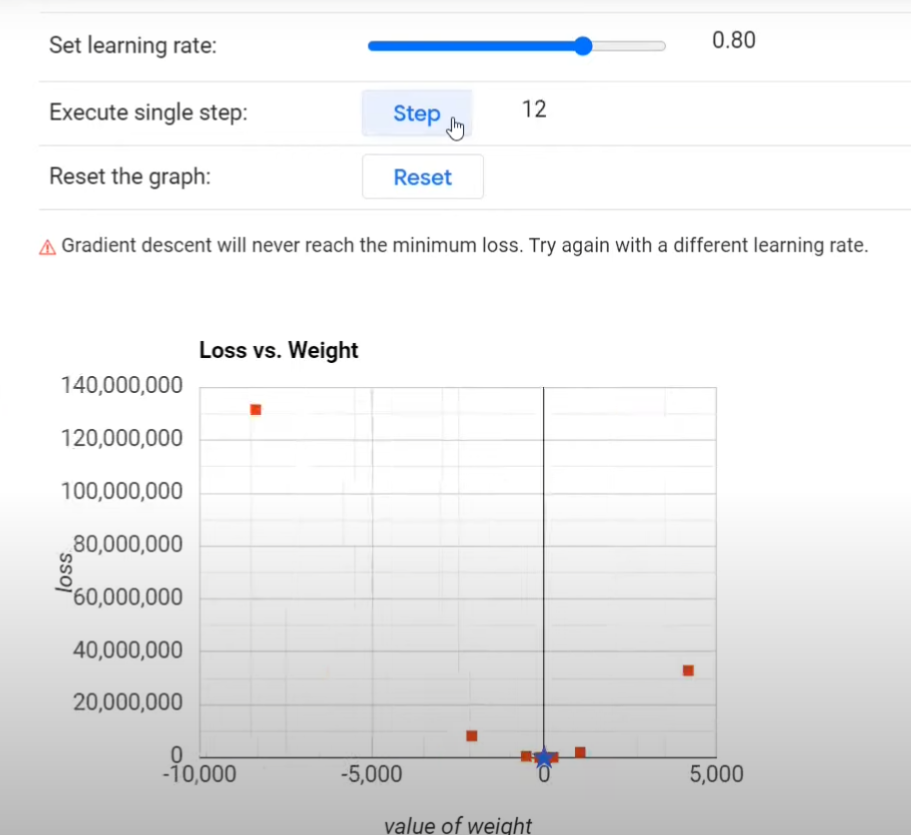 Set learning rate: 0.80
Execute single step: Step 12
Reset the graph: Reset
Gradient descent will never reach the minimum loss. Try again with a different learning rate.
Loss vs. Weight
140,000,000
120,000,000
100,000,000
80,000,000
60,000,000
40,000,000
20,000,000
0
loss
-10,000 -5,000 0 5,000
value of weight